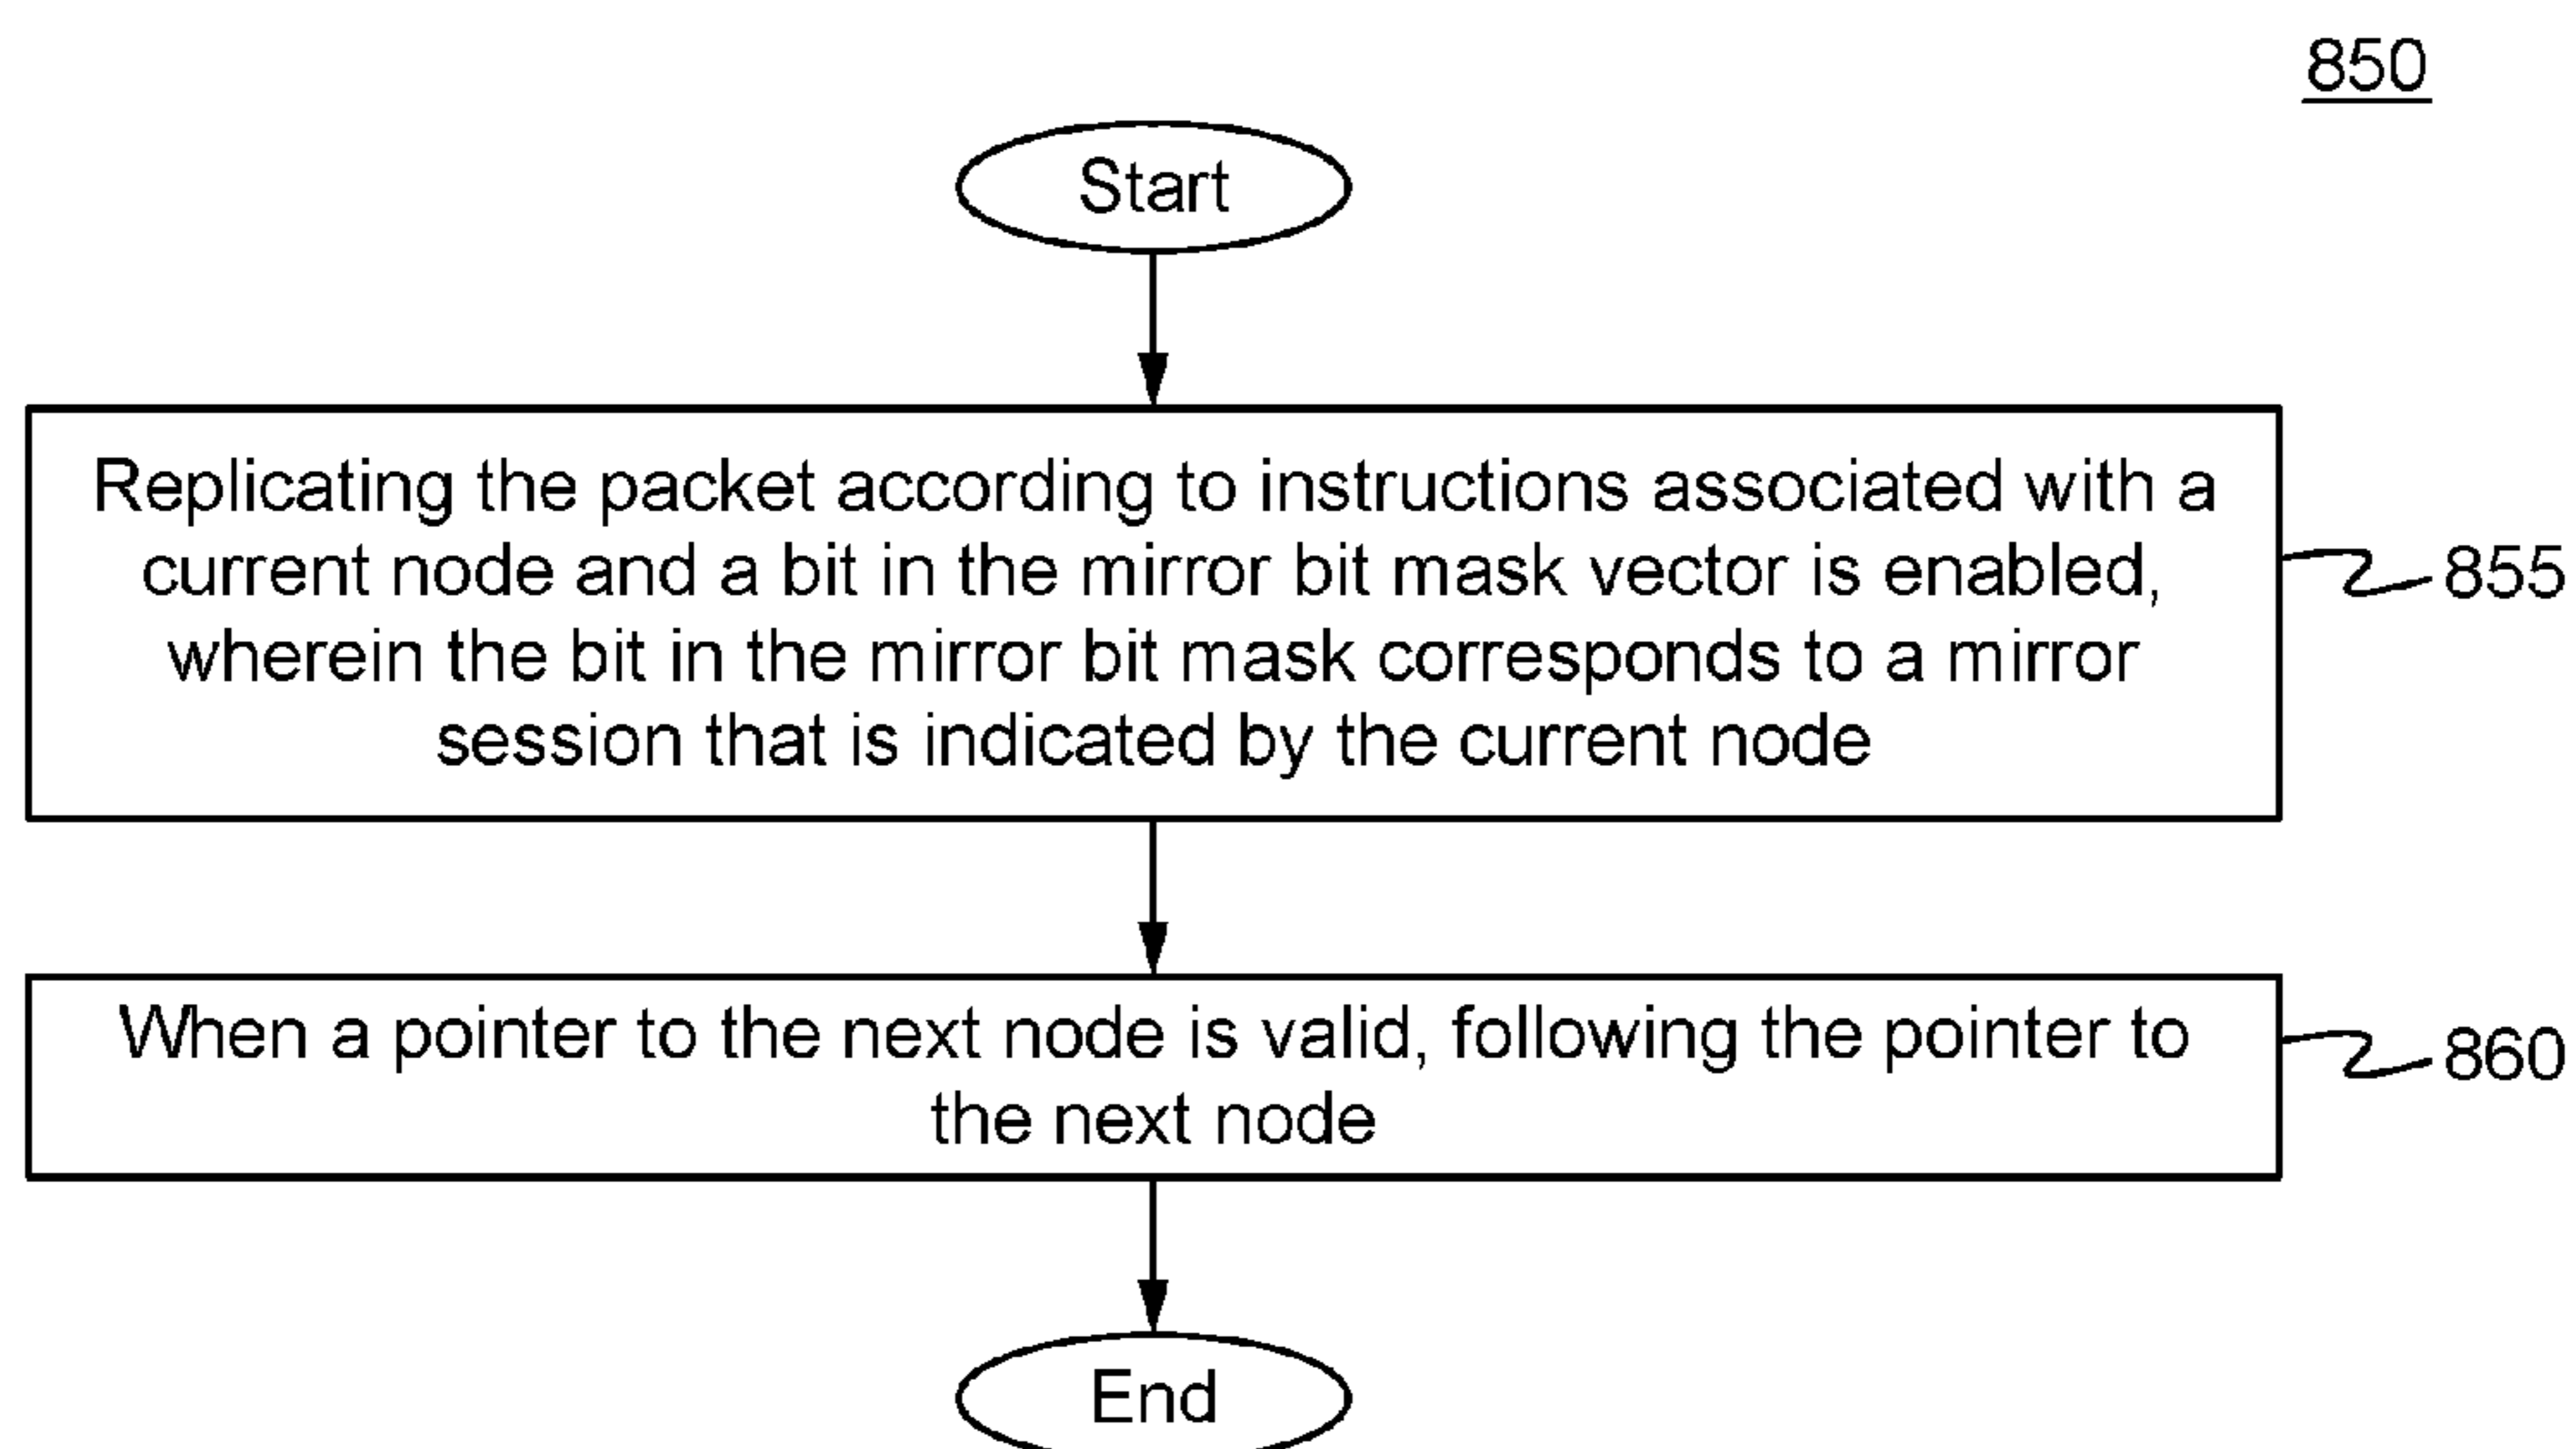 850
Start
Replicating the packet according to instructions associated with a
current node and a bit in the mirror bit mask vector is enabled,
wherein the bit in the mirror bit mask corresponds to a mirror
session that is indicated by the current node
855
When a pointer to the next node is valid, following the pointer to
the next node
860
End